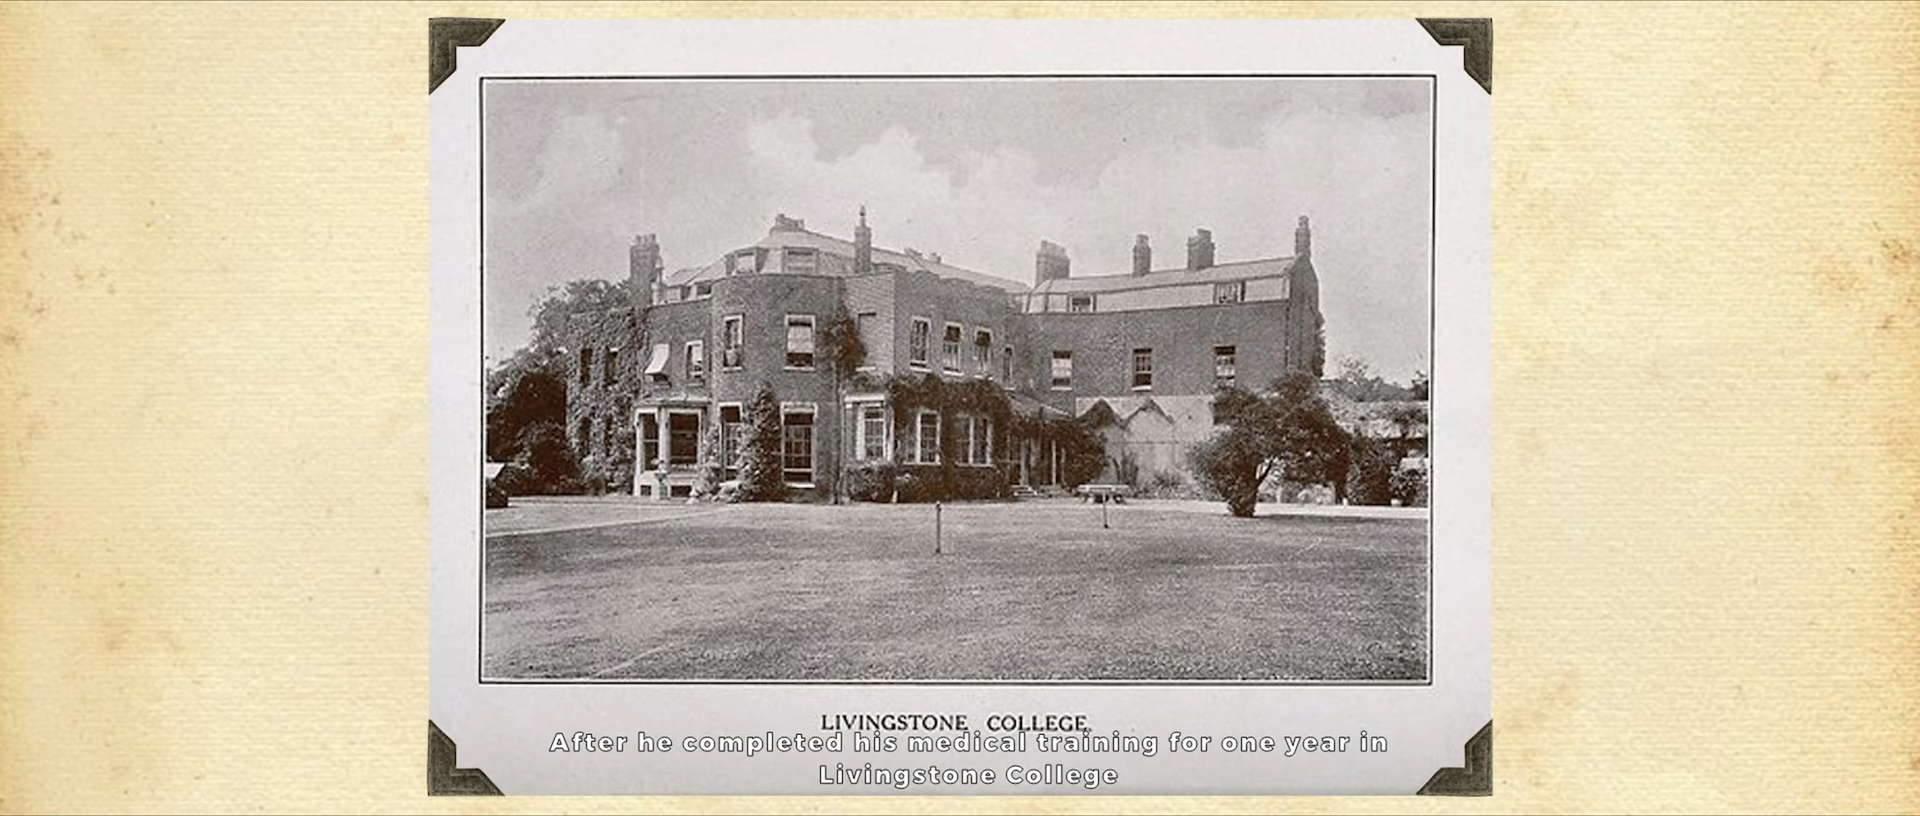 LIVINGSTONE COLLEGE.
After he completed his medical training for one year in
Livingstone College